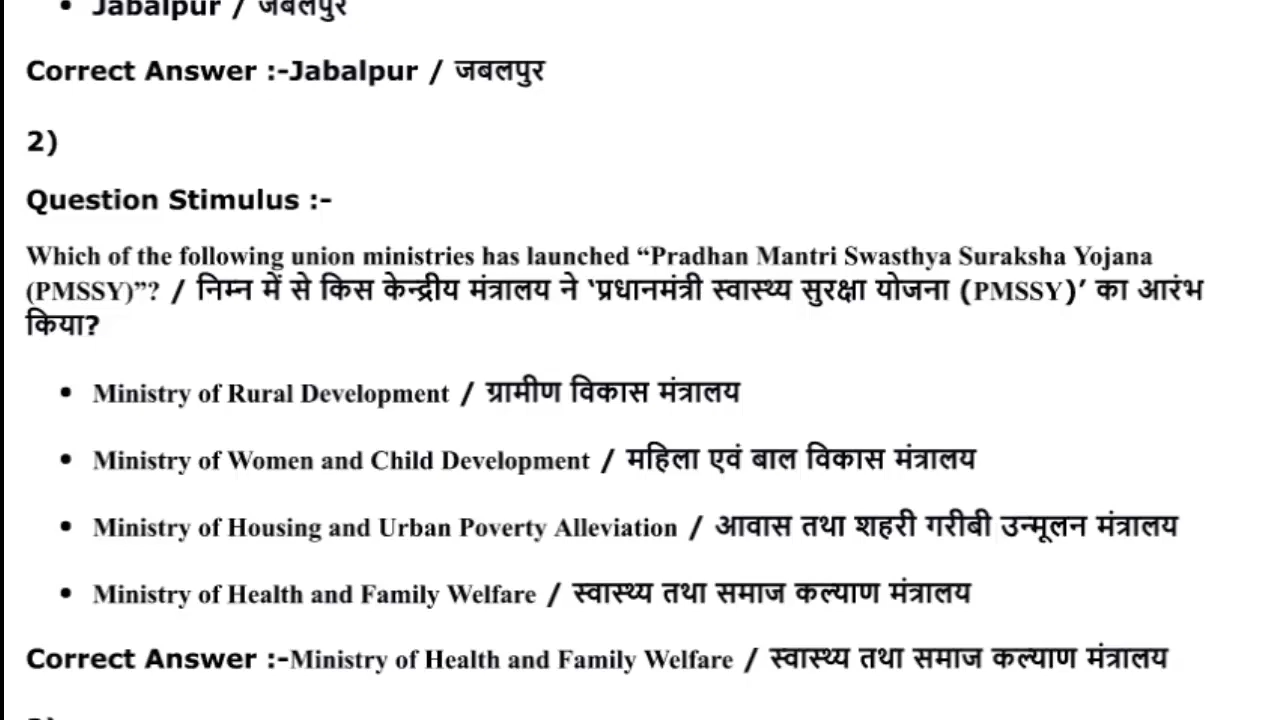 • Jabalpur / जबलपुर
Correct Answer :-Jabalpur / जबलपुर
2)
Question Stimulus :-
Which of the following union ministries has launched “Pradhan Mantri Swasthya Suraksha Yojana
(PMSSY)”? / निम्न में से किस केन्द्रीय मंत्रालय ने ‘प्रधानमंत्री स्वास्थ्य सुरक्षा योजना (PMSSY)’ का आरंभ
किया?
• Ministry of Rural Development / ग्रामीण विकास मंत्रालय
• Ministry of Women and Child Development / महिला एवं बाल विकास मंत्रालय
• Ministry of Housing and Urban Poverty Alleviation / आवास तथा शहरी गरीबी उन्मूलन मंत्रालय
• Ministry of Health and Family Welfare / स्वास्थ्य तथा समाज कल्याण मंत्रालय
Correct Answer :-Ministry of Health and Family Welfare / स्वास्थ्य तथा समाज कल्याण मंत्रालय